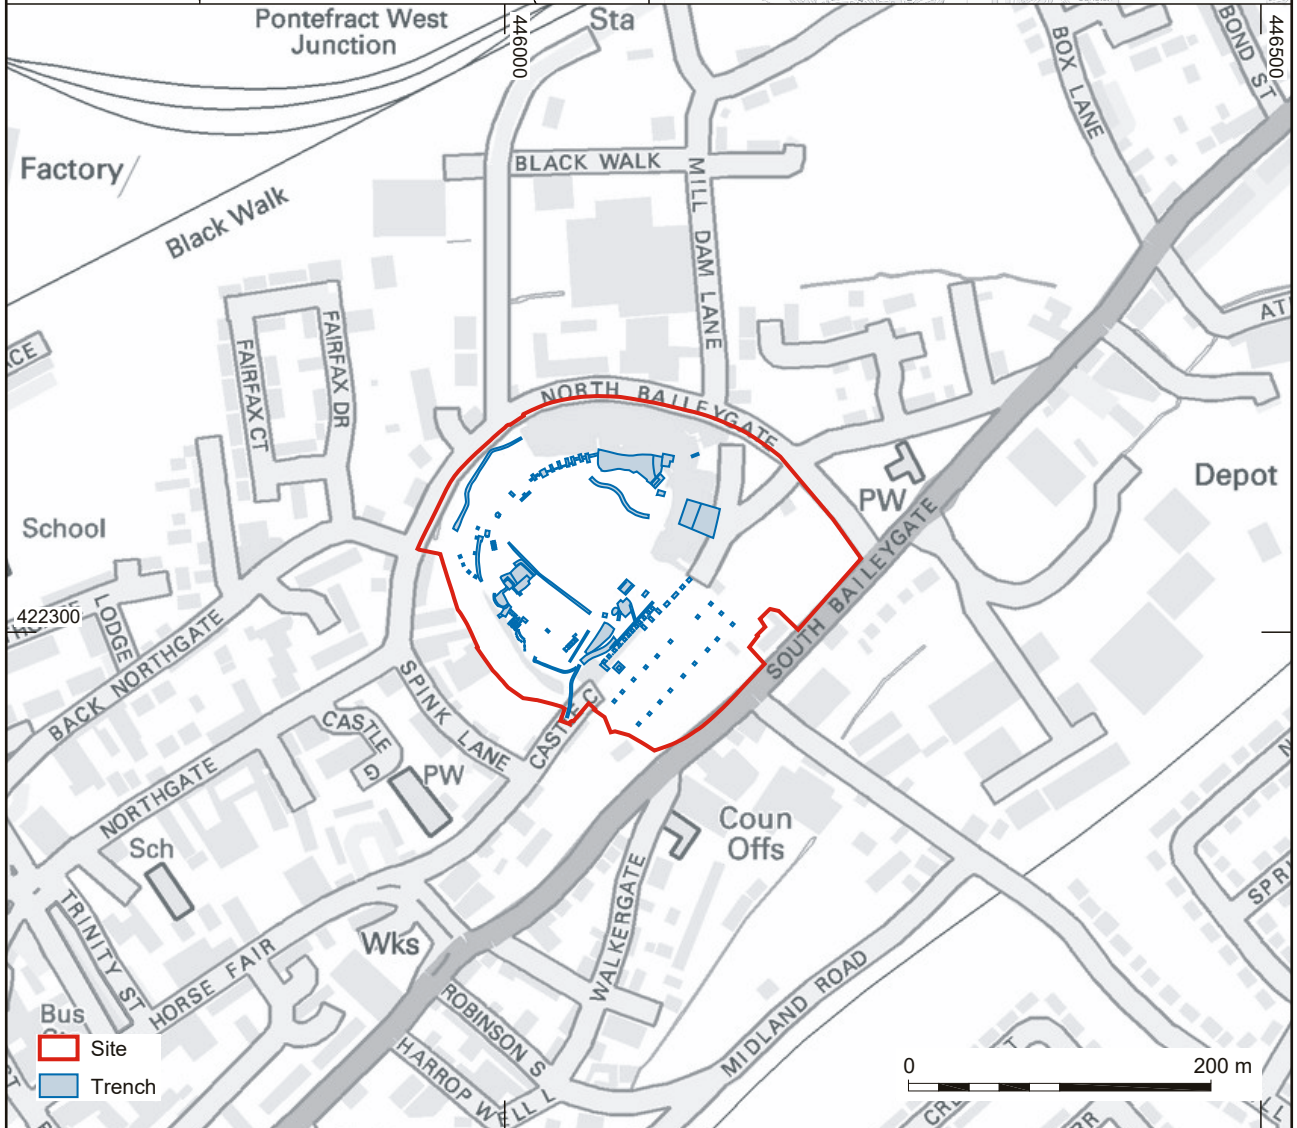 Pontefract West
Junction
Sta
446000
446500
BOX LANE
BOND ST
Factory
BLACK WALK
MILL DAM LANE
Black Walk
FAIRFAX DR
FAIRFAX CT
NORTH BAILEYGATE
PW
Depot
School
SOUTH BAILEYGATE
422300
LODGE
BACK NORTHGATE
SPINK LANE
CASTLE C
CASTLE G
NORTHGATE
PW
Sch
Coun
Offs
TRINITY ST
HORSE FAIR
Wks
WALKERGATE
MIDLAND ROAD
ROBINSON S
HARROP WELL L
Bus
Site
Trench
0
200 m